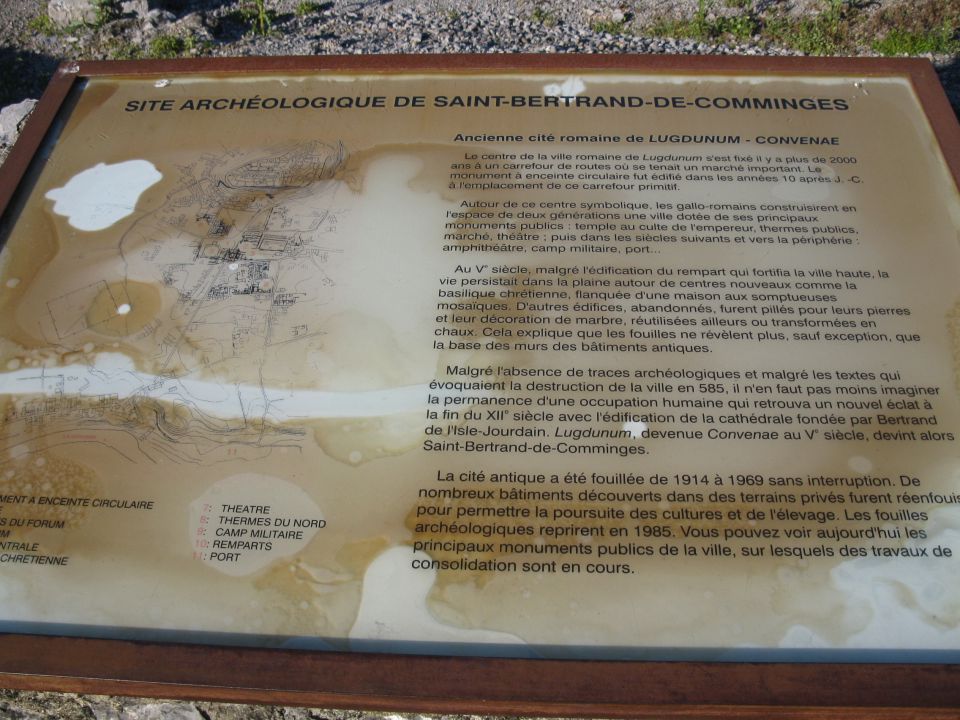 SITE ARCHÉOLOGIQUE DE SAINT-BERTRAND-DE-COMMINGES
Ancienne cité romaine de LUGDUNUM - CONVENAE
Le centre de la ville romaine de Lugdunum s'est fixé il y a plus de 2000
ans à un carrefour de routes où se tenait un marché important. Le
monument à enceinte circulaire fut édifié dans les années 10 après J. -C.
à l'emplacement de ce carrefour primitif.
Autour de ce centre symbolique, les gallo-romains construisirent en
l'espace de deux générations une ville dotée de ses principaux
monuments publics : temple au culte de l'empereur, thermes publics,
marché, théâtre ; puis dans les siècles suivants et vers la périphérie :
amphithéâtre, camp militaire, port...
Au V° siècle, malgré l'édification du rempart qui fortifia la ville haute, la
vie persistait dans la plaine autour de centres nouveaux comme la
basilique chrétienne, flanquée d'une maison aux somptueuses
mosaïques. D'autres édifices, abandonnés, furent pillés pour leurs pierres
et leur décoration de marbre, réutilisées ailleurs ou transformées en
chaux. Cela explique que les fouilles ne révèlent plus, sauf exception, que
la base des murs des bâtiments antiques.
Malgré l'absence de traces archéologiques et malgré les textes qui
évoquaient la destruction de la ville en 585, il n'en faut pas moins imaginer
la permanence d'une occupation humaine qui retrouva un nouvel éclat à
la fin du XII° siècle avec l'édification de la cathédrale fondée par Bertrand
de l'Isle-Jourdain. Lugdunum, devenue Convenae au V° siècle, devint alors
Saint-Bertrand-de-Comminges.
La cité antique a été fouillée de 1914 à 1969 sans interruption. De
nombreux bâtiments découverts dans des terrains privés furent réenfouis
pour permettre la poursuite des cultures et de l'élevage. Les fouilles
archéologiques reprirent en 1985. Vous pouvez voir aujourd'hui les
principaux monuments publics de la ville, sur lesquels des travaux de
consolidation sont en cours.
11
MENT A ENCEINTE CIRCULAIRE
S DU FORUM
NTRALE
CHRETIENNE
7: THEATRE
8: THERMES DU NORD
9: CAMP MILITAIRE
10: REMPARTS
11: PORT